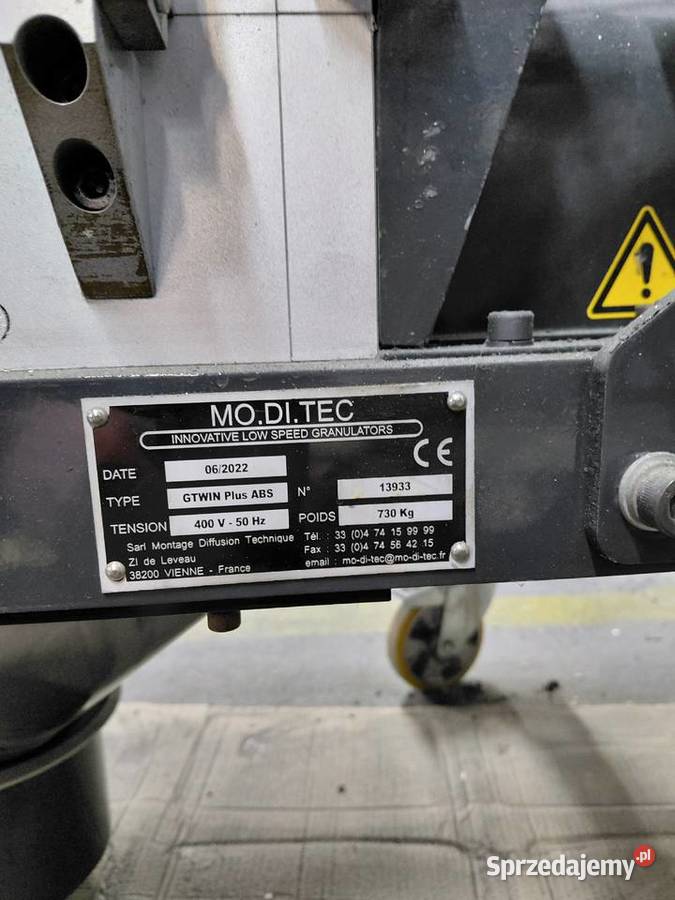 MO.DI.TEC
INNOVATIVE LOW SPEED GRANULATORS
CE
DATE 06/2022
TYPE GTWIN Plus ABS N° 13933
TENSION 400 V - 50 Hz POIDS 730 Kg
Sarl Montage Diffusion Technique
ZI de Leveau
38200 VIENNE - France
Tél. : 33 (0)4 74 15 99 99
Fax : 33 (0)4 74 56 42 15
email : mo-di-tec@mo-di-tec.fr
Sprzedajemy.pl